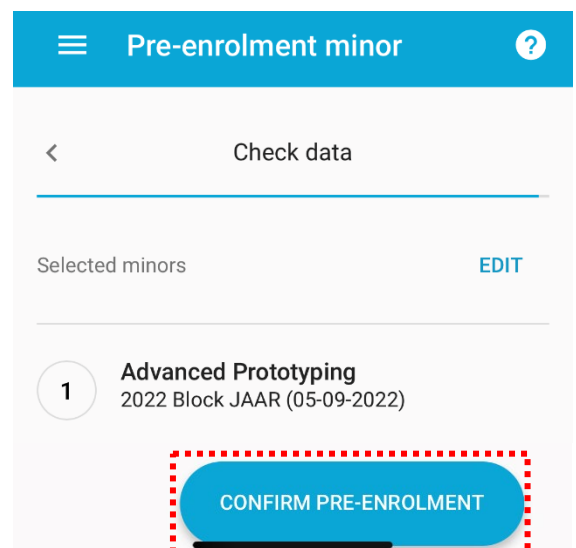 Pre-enrolment minor ?
Check data
Selected minors EDIT
1 Advanced Prototyping
2022 Block JAAR (05-09-2022)
CONFIRM PRE-ENROLMENT